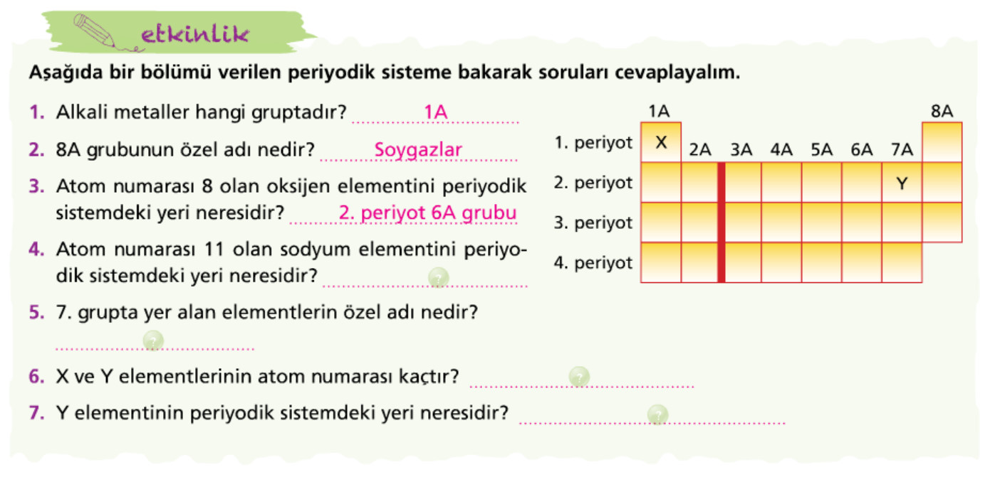 etkinlik
Aşağıda bir bölümü verilen periyodik sisteme bakarak soruları cevaplayalım.
1. Alkali metaller hangi gruptadır? 1A
2. 8A grubunun özel adı nedir? Soygazlar
3. Atom numarası 8 olan oksijen elementini periyodik
sistemdeki yeri neresidir? 2. periyot 6A grubu
4. Atom numarası 11 olan sodyum elementini periyo-
dik sistemdeki yeri neresidir? ?
5. 7. grupta yer alan elementlerin özel adı nedir?
?
6. X ve Y elementlerinin atom numarası kaçtır? ?
7. Y elementinin periyodik sistemdeki yeri neresidir? ?
1A 8A
1. periyot X 2A 3A 4A 5A 6A 7A
2. periyot Y
3. periyot
4. periyot